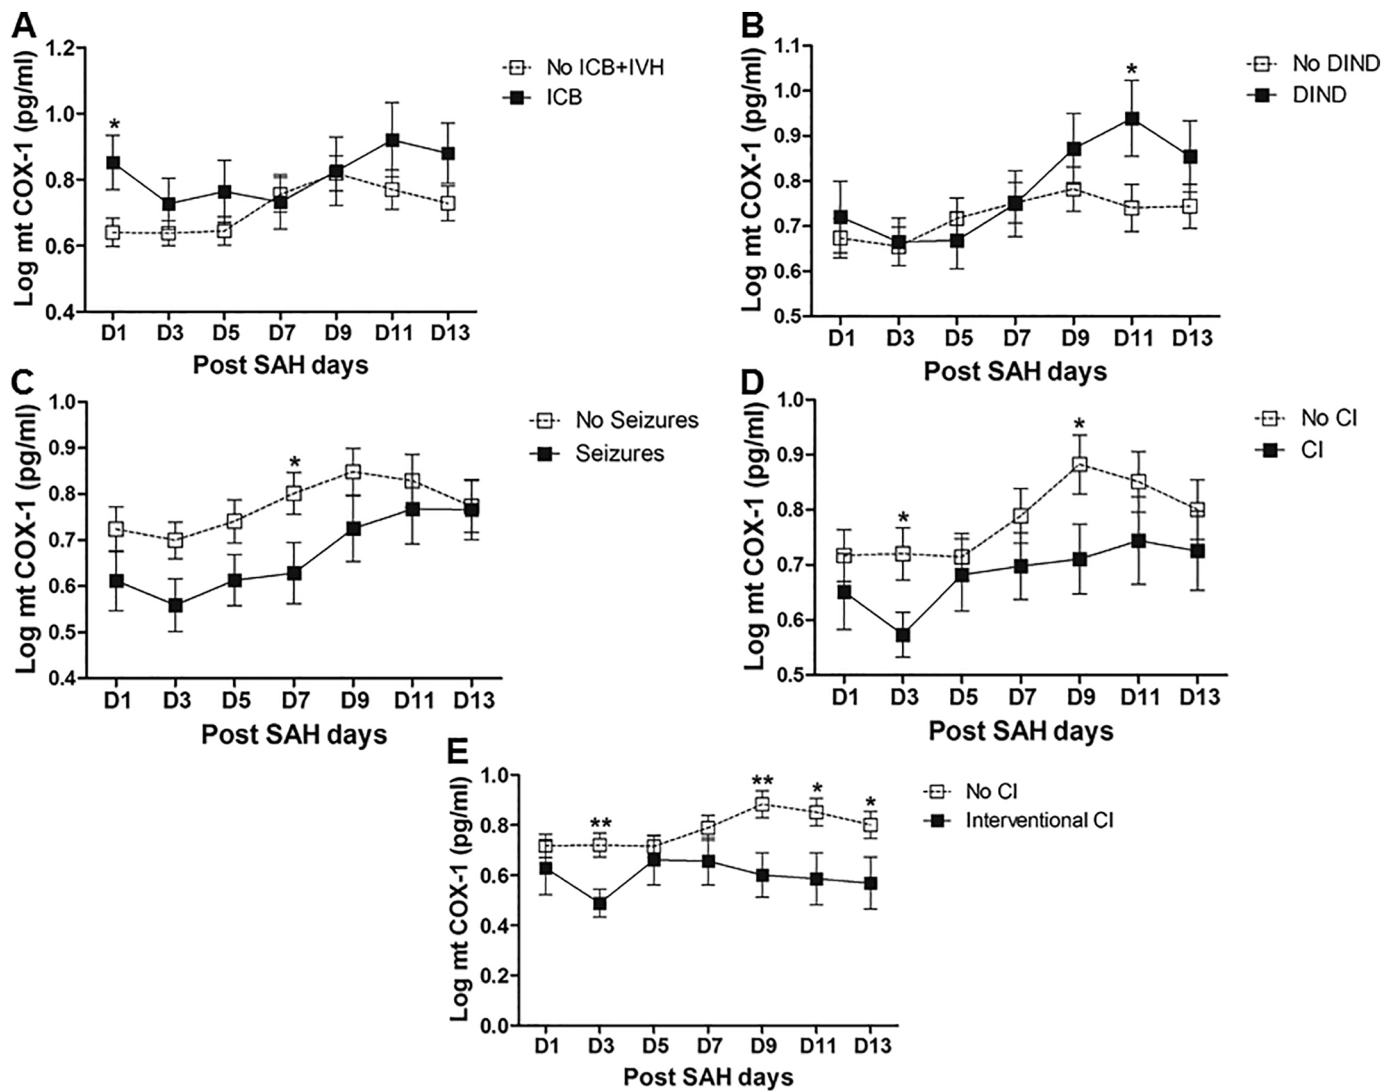 A
Log mt COX-1 (pg/ml)
1.2
1.0
0.8
0.6
0.4
*
No ICB+IVH
ICB
D1 D3 D5 D7 D9 D11 D13
Post SAH days
B
Log mt COX-1 (pg/ml)
1.1
1.0
0.9
0.8
0.7
0.6
0.5
*
No DIND
DIND
D1 D3 D5 D7 D9 D11 D13
Post SAH days
C
Log mt COX-1 (pg/ml)
1.0
0.9
0.8
0.7
0.6
0.5
0.4
*
No Seizures
Seizures
D1 D3 D5 D7 D9 D11 D13
Post SAH days
D
Log mt COX-1 (pg/ml)
1.0
0.9
0.8
0.7
0.6
0.5
* *
No CI
CI
D1 D3 D5 D7 D9 D11 D13
Post SAH days
E
Log mt COX-1 (pg/ml)
1.0
0.8
0.6
0.4
0.2
0.0
** ** * *
No CI
Interventional CI
D1 D3 D5 D7 D9 D11 D13
Post SAH days